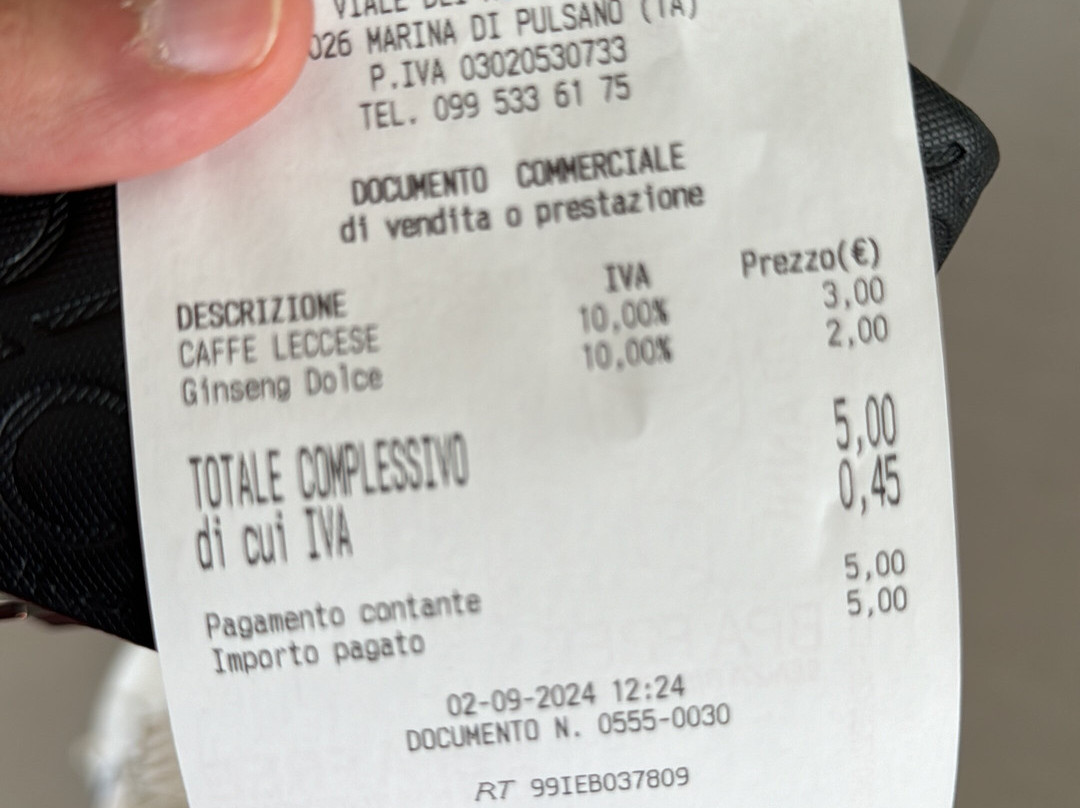 VIALE DEI
026 MARINA DI PULSANO (TA)
P.IVA 03020530733
TEL. 099 533 61 75
DOCUMENTO COMMERCIALE
di vendita o prestazione
DESCRIZIONE IVA Prezzo(€)
CAFFE LECCESE 10,00% 3,00
Ginseng Dolce 10,00% 2,00
TOTALE COMPLESSIVO 5,00
di cui IVA 0,45
Pagamento contante 5,00
Importo pagato 5,00
02-09-2024 12:24
DOCUMENTO N. 0555-0030
RT 99IEB037809